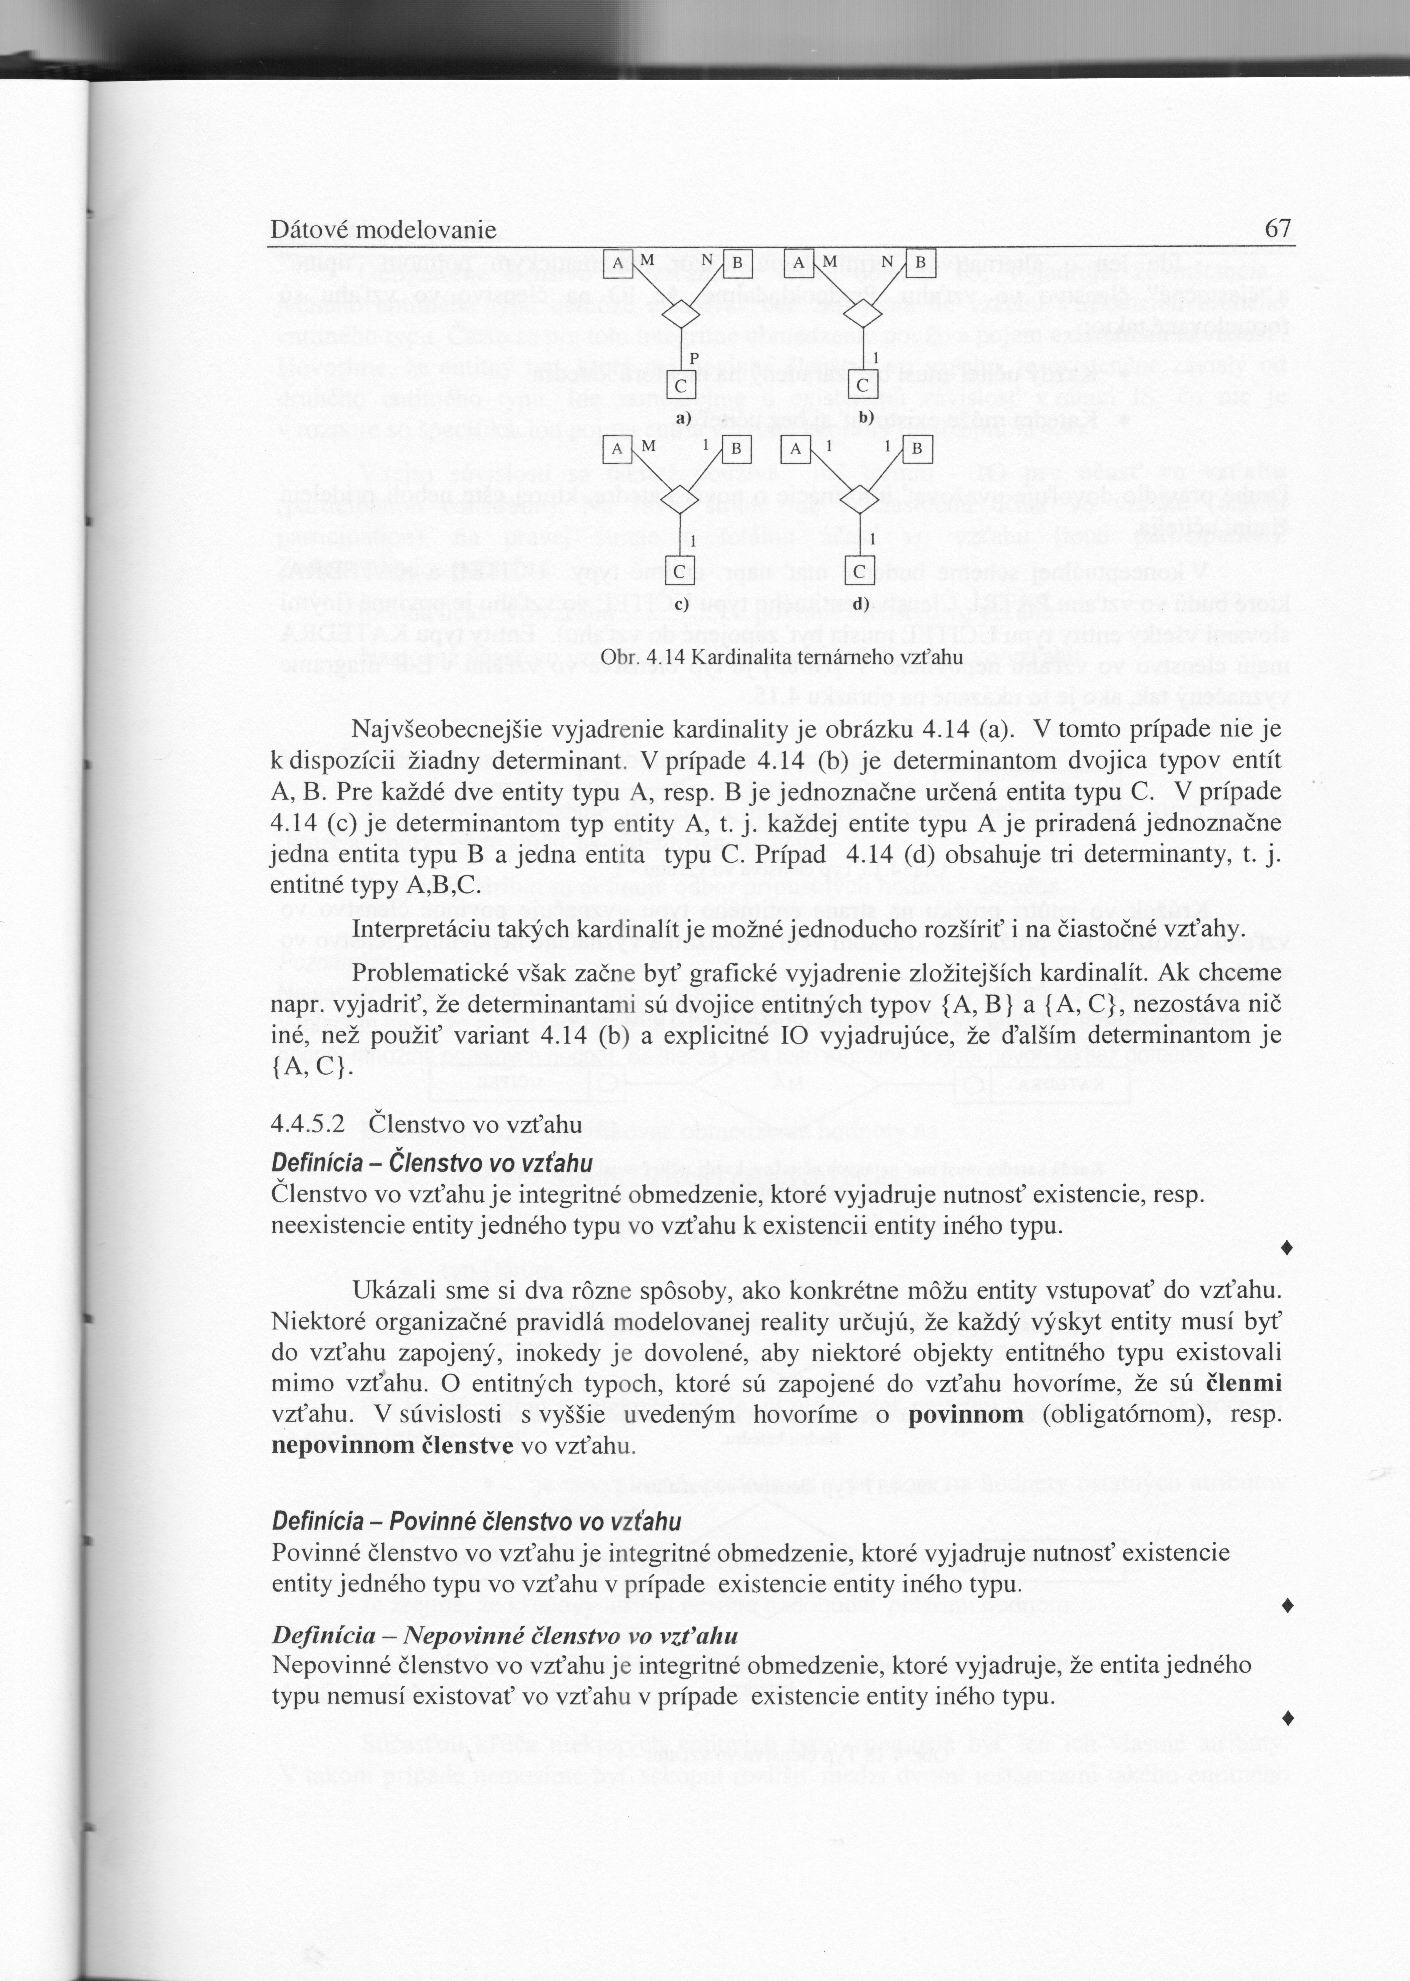 Dátové modelovanie 67
A M N B A M N B
P 1
C C
a) b)
A M 1 B A 1 1 B
1 1
C C
c) d)
Obr. 4.14 Kardinalita ternárneho vzťahu
Najvšeobecnejšie vyjadrenie kardinality je obrázku 4.14 (a). V tomto prípade nie je
k dispozícii žiadny determinant. V prípade 4.14 (b) je determinantom dvojica typov entít
A, B. Pre každé dve entity typu A, resp. B je jednoznačne určená entita typu C. V prípade
4.14 (c) je determinantom typ entity A, t. j. každej entite typu A je priradená jednoznačne
jedna entita typu B a jedna entita typu C. Prípad 4.14 (d) obsahuje tri determinanty, t. j.
entitné typy A,B,C.
Interpretáciu takých kardinalít je možné jednoducho rozšíriť i na čiastočné vzťahy.
Problematické však začne byť grafické vyjadrenie zložitejších kardinalít. Ak chceme
napr. vyjadriť, že determinantami sú dvojice entitných typov {A, B} a {A, C}, nezostáva nič
iné, než použiť variant 4.14 (b) a explicitné IO vyjadrujúce, že ďalším determinantom je
{A, C}.
4.4.5.2 Členstvo vo vzťahu
Definícia – Členstvo vo vzťahu
Členstvo vo vzťahu je integritné obmedzenie, ktoré vyjadruje nutnosť existencie, resp.
neexistencie entity jedného typu vo vzťahu k existencii entity iného typu.
♦
Ukázali sme si dva rôzne spôsoby, ako konkrétne môžu entity vstupovať do vzťahu.
Niektoré organizačné pravidlá modelovanej reality určujú, že každý výskyt entity musí byť
do vzťahu zapojený, inokedy je dovolené, aby niektoré objekty entitného typu existovali
mimo vzťahu. O entitných typoch, ktoré sú zapojené do vzťahu hovoríme, že sú členmi
vzťahu. V súvislosti s vyššie uvedeným hovoríme o povinnom (obligatórnom), resp.
nepovinnom členstve vo vzťahu.
Definícia – Povinné členstvo vo vzťahu
Povinné členstvo vo vzťahu je integritné obmedzenie, ktoré vyjadruje nutnosť existencie
entity jedného typu vo vzťahu v prípade existencie entity iného typu.
♦
Definícia – Nepovinné členstvo vo vzťahu
Nepovinné členstvo vo vzťahu je integritné obmedzenie, ktoré vyjadruje, že entita jedného
typu nemusí existovať vo vzťahu v prípade existencie entity iného typu.
♦